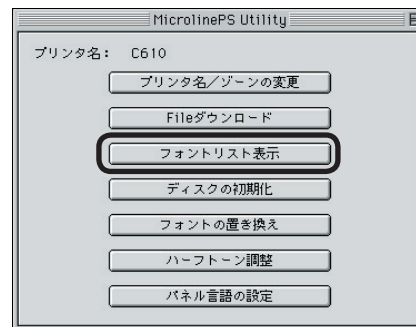 MicrolinePS Utility
プリンタ名： C610
プリンタ名／ゾーンの変更
Fileダウンロード
フォントリスト表示
ディスクの初期化
フォントの置き換え
ハーフトーン調整
パネル言語の設定